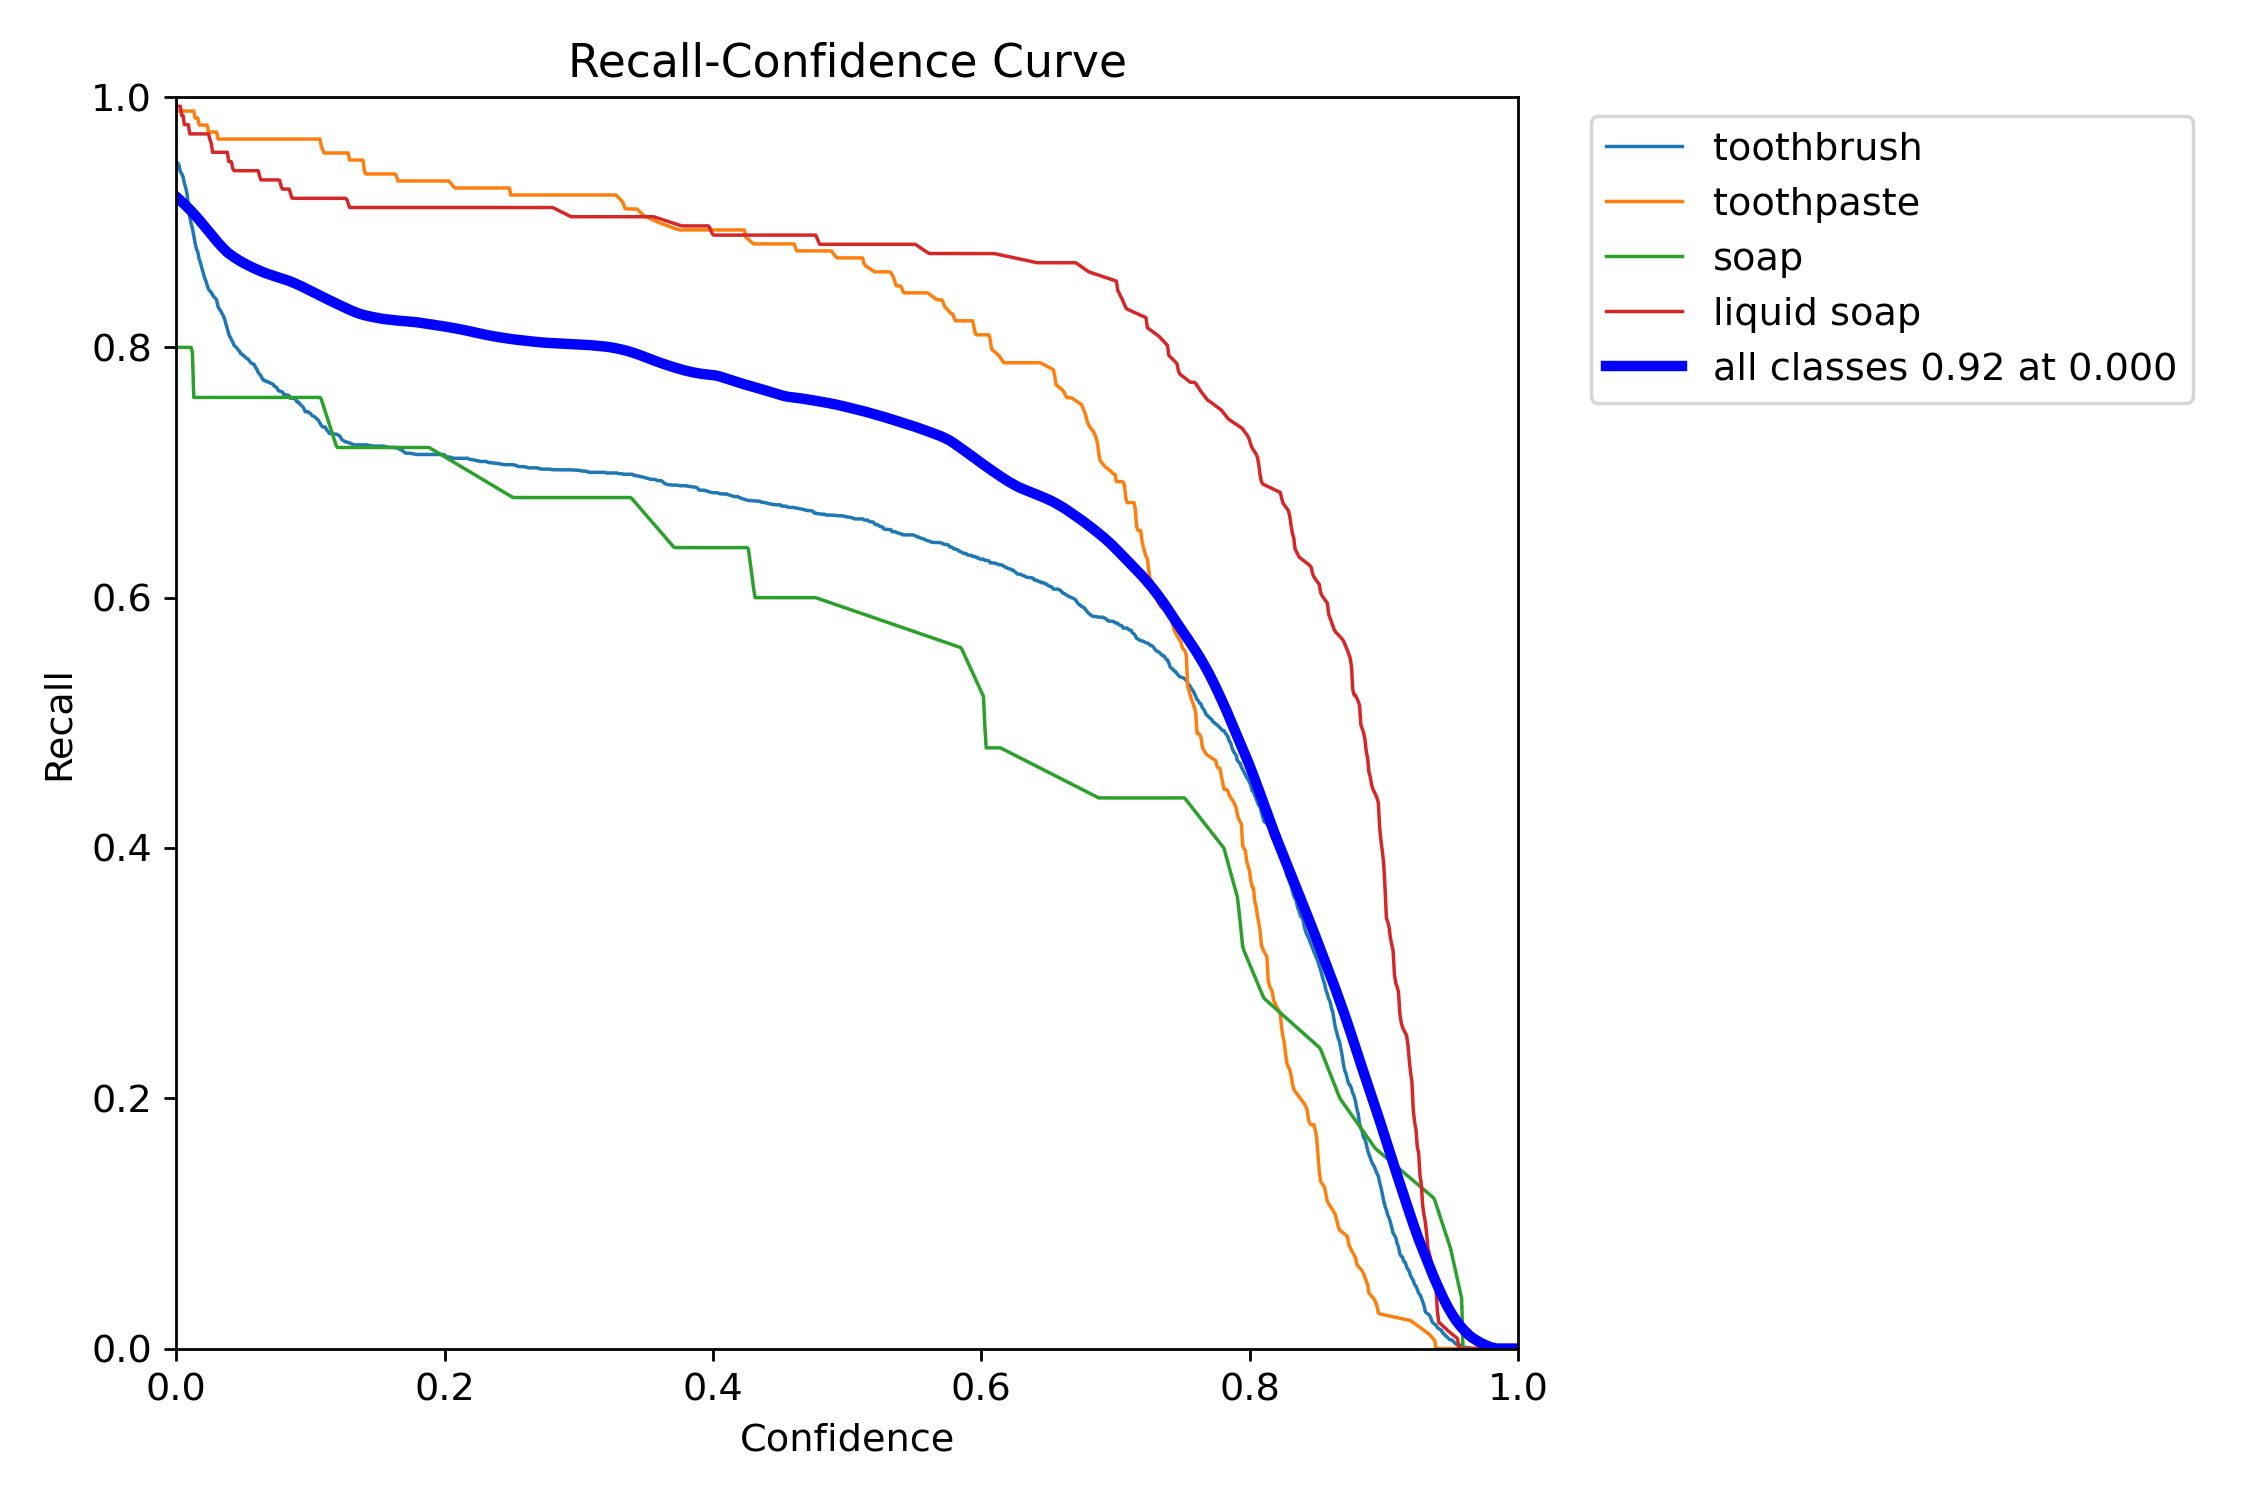 Recall-Confidence Curve
1.0
0.8
0.6
0.4
0.2
0.0
Recall
0.0 0.2 0.4 0.6 0.8 1.0
Confidence
toothbrush
toothpaste
soap
liquid soap
all classes 0.92 at 0.000